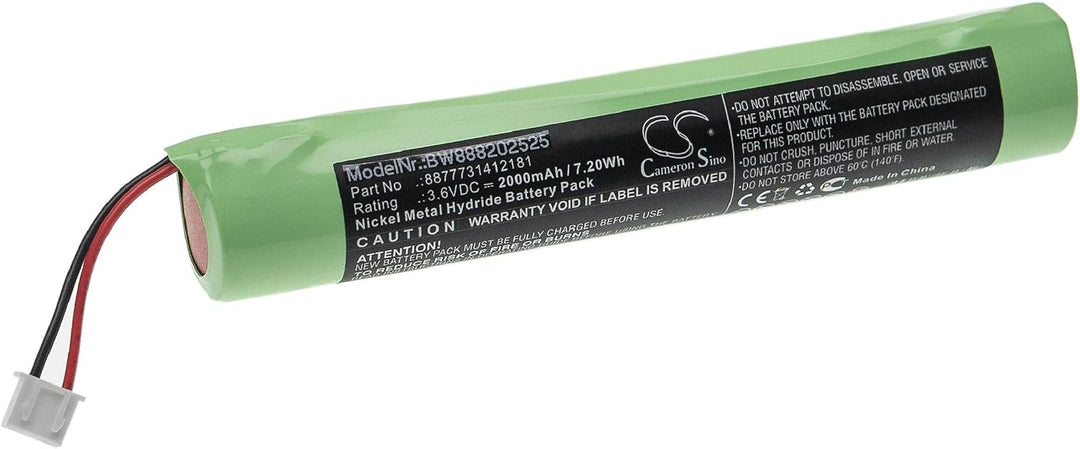 ModelNr.:BW888202525
Part No :8877731412181
Rating :3.6VDC = 2000mAh / 7.20Wh
Nickel Metal Hydride Battery Pack
CAUTION :WARRANTY VOID IF LABEL IS REMOVED
ATTENTION:
NEW BATTERY PACK MUST BE FULLY CHARGED BEFORE USE
TO REDUCE RISK OF FIRE OR BURNS
CS
Cameron Sino
·DO NOT ATTEMPT TO DISASSEMBLE, OPEN OR SERVICE
THE BATTERY PACK.
·REPLACE ONLY WITH THE BATTERY PACK DESIGNATED
FOR THIS PRODUCT.
·DO NOT CRUSH, PUNCTURE, SHORT EXTERNAL
CONTACTS, OR DISPOSE IN FIRE OR WATER.
·DO NOT STORE ABOVE 60°C (140°F).
CE